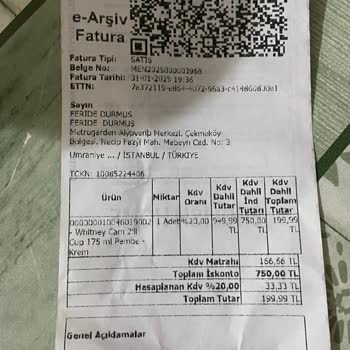 e-Arşiv
Fatura
Fatura Tipi: SATIS
Belge No: MEN2025000003968
Fatura Tarihi: 31-01-2025 19:36
ETTN:
Sayın
FERIDE DURMUS
FERIDE DURMUS
Metrogarden Alışveriş Merkezi, Çekmeköy
Bölgesi, Necip Fazıl Mah. Mabeyn Cad. No: 3
Umraniye ... / İSTANBUL / TÜRKİYE
TCKN: 10085224406
Ürün Miktar Kdv Oranı Kdv Dahil Tutar Kdv Dahil İnd Tutarı Kdv Dahil Toplam Tutar
1 Adet %20,00 949,99 TL 750,00 TL 199,99 TL
- Whitney Cam 2'li
Cup 175 ml Pembe -
Krem
Kdv Matrahı 166,66 TL
Toplam İskonto 750,00 TL
Hesaplanan Kdv %20,00 33,33 TL
Toplam Tutar 199,99 TL
Genel Açıklamalar